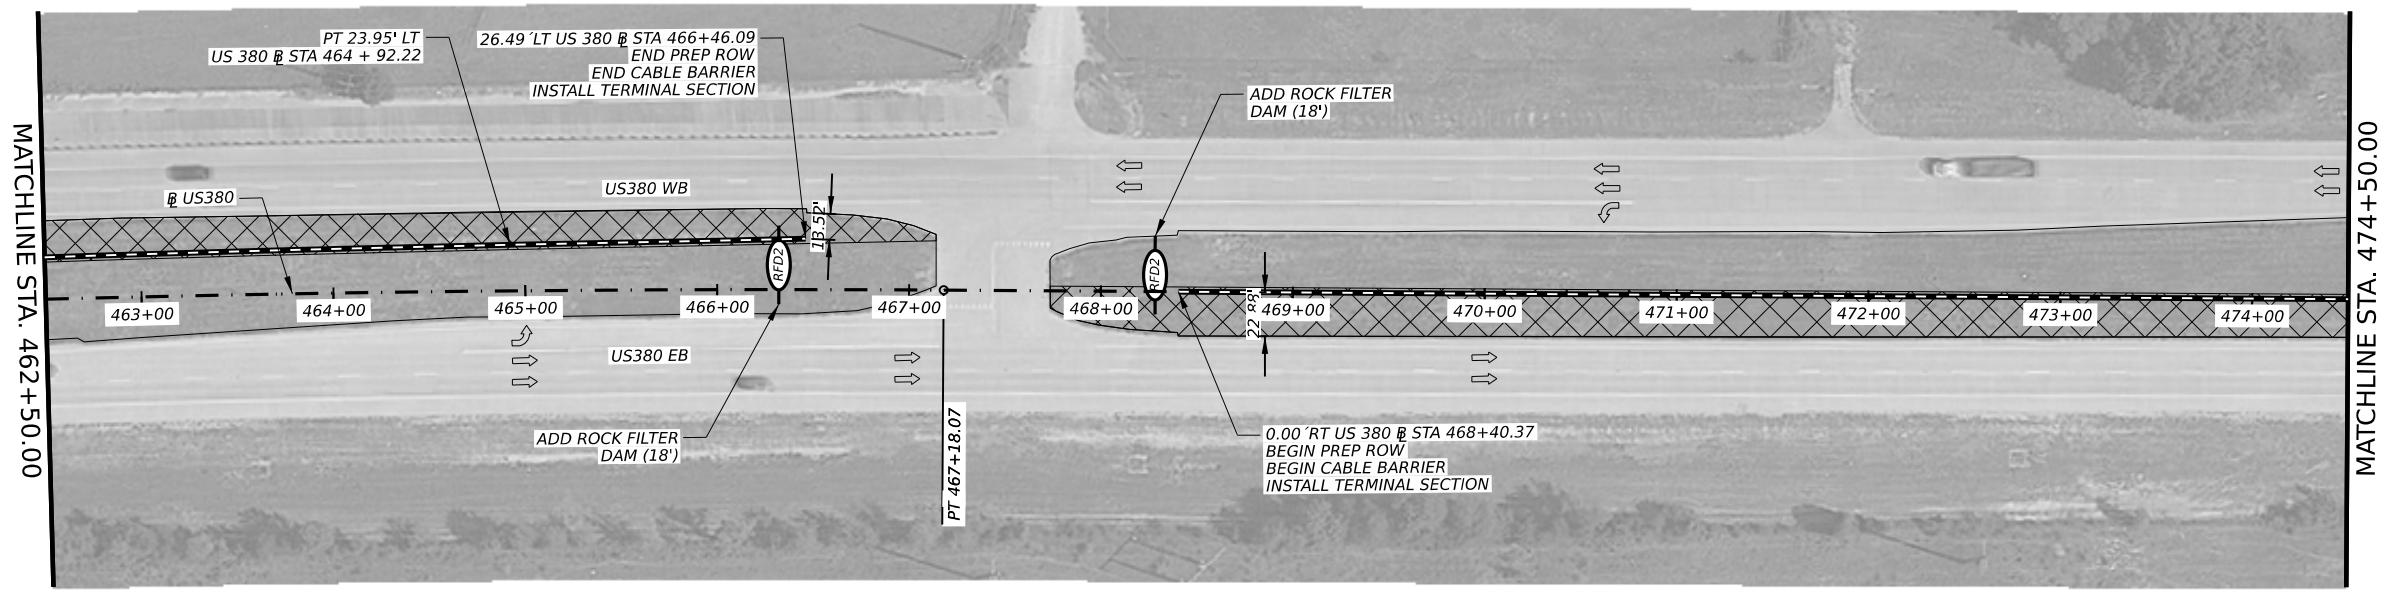 MATCHLINE STA. 462+50.00
PT 23.95' LT
US 380 ℄ STA 464 + 92.22
26.49´LT US 380 ℄ STA 466+46.09
END PREP ROW
END CABLE BARRIER
INSTALL TERMINAL SECTION
ADD ROCK FILTER
DAM (18')
℄ US380
US380 WB
13.52'
RFD2
RFD2
22.88'
463+00
464+00
465+00
466+00
467+00
468+00
469+00
470+00
471+00
472+00
473+00
474+00
US380 EB
ADD ROCK FILTER
DAM (18')
PT 467+18.07
0.00´RT US 380 ℄ STA 468+40.37
BEGIN PREP ROW
BEGIN CABLE BARRIER
INSTALL TERMINAL SECTION
MATCHLINE STA. 474+50.00